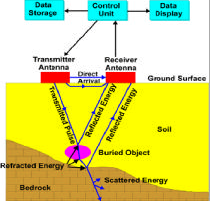 Data
Storage
Control
Unit
Data
Display
Transmitter
Antenna
Receiver
Antenna
Direct
Arrival
Ground Surface
Transmitted Pulse
Reflected Energy
Reflected Energy
Soil
Buried Object
Refracted Energy
Scattered Energy
Bedrock